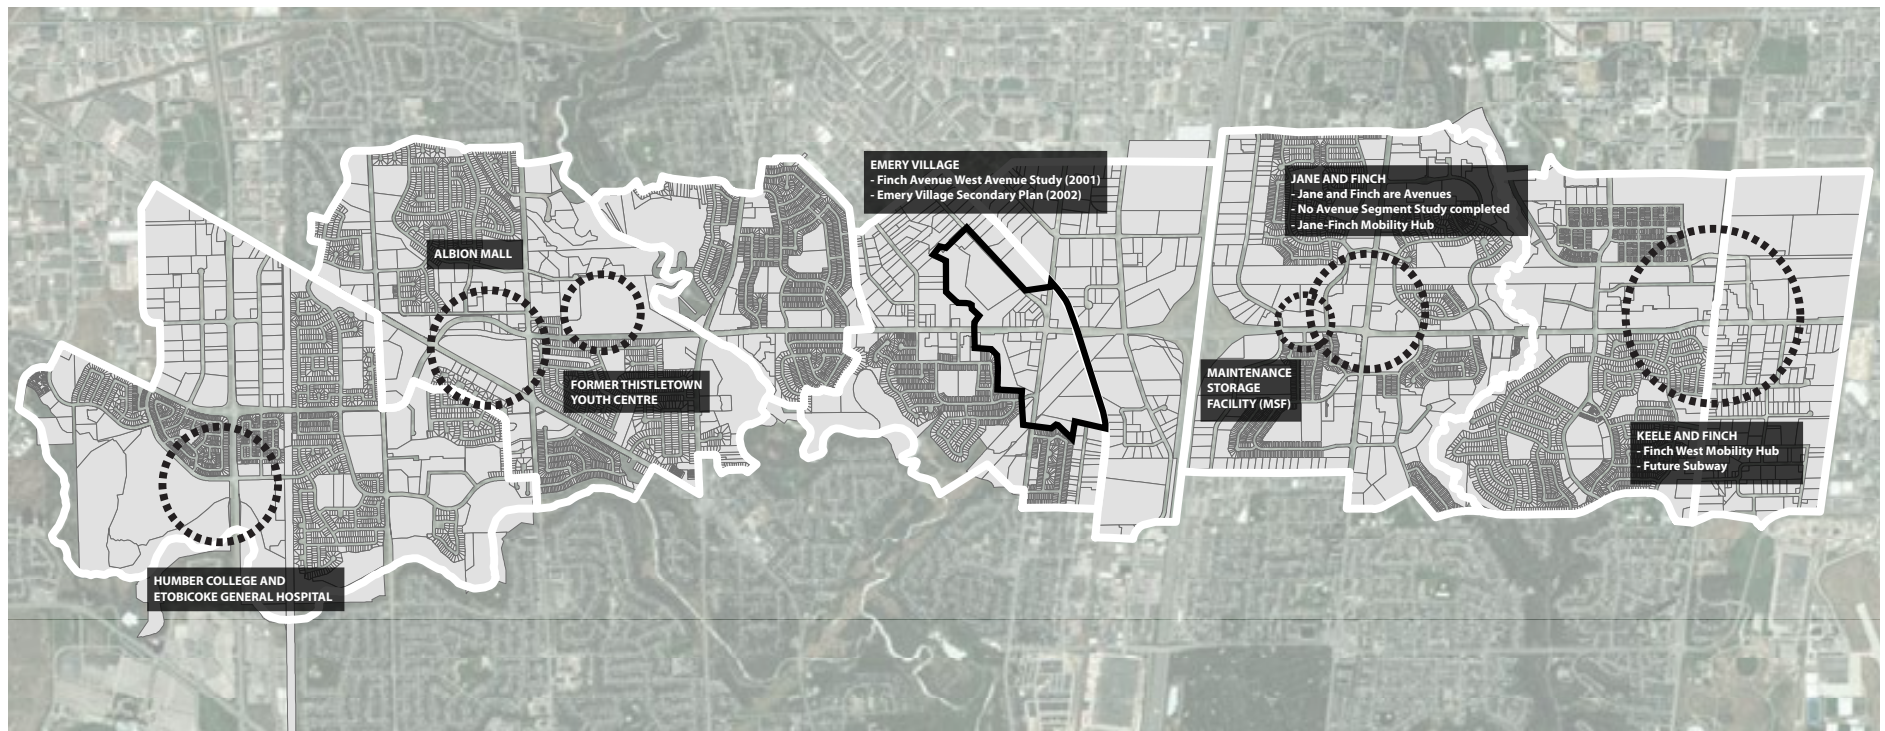 EMERY VILLAGE
- Finch Avenue West Avenue Study (2001)
- Emery Village Secondary Plan (2002)
JANE AND FINCH
- Jane and Finch are Avenues
- No Avenue Segment Study completed
- Jane-Finch Mobility Hub
ALBION MALL
FORMER THISTLETOWN
YOUTH CENTRE
MAINTENANCE
STORAGE
FACILITY (MSF)
KEELE AND FINCH
- Finch West Mobility Hub
- Future Subway
HUMBER COLLEGE AND
ETOBICOKE GENERAL HOSPITAL